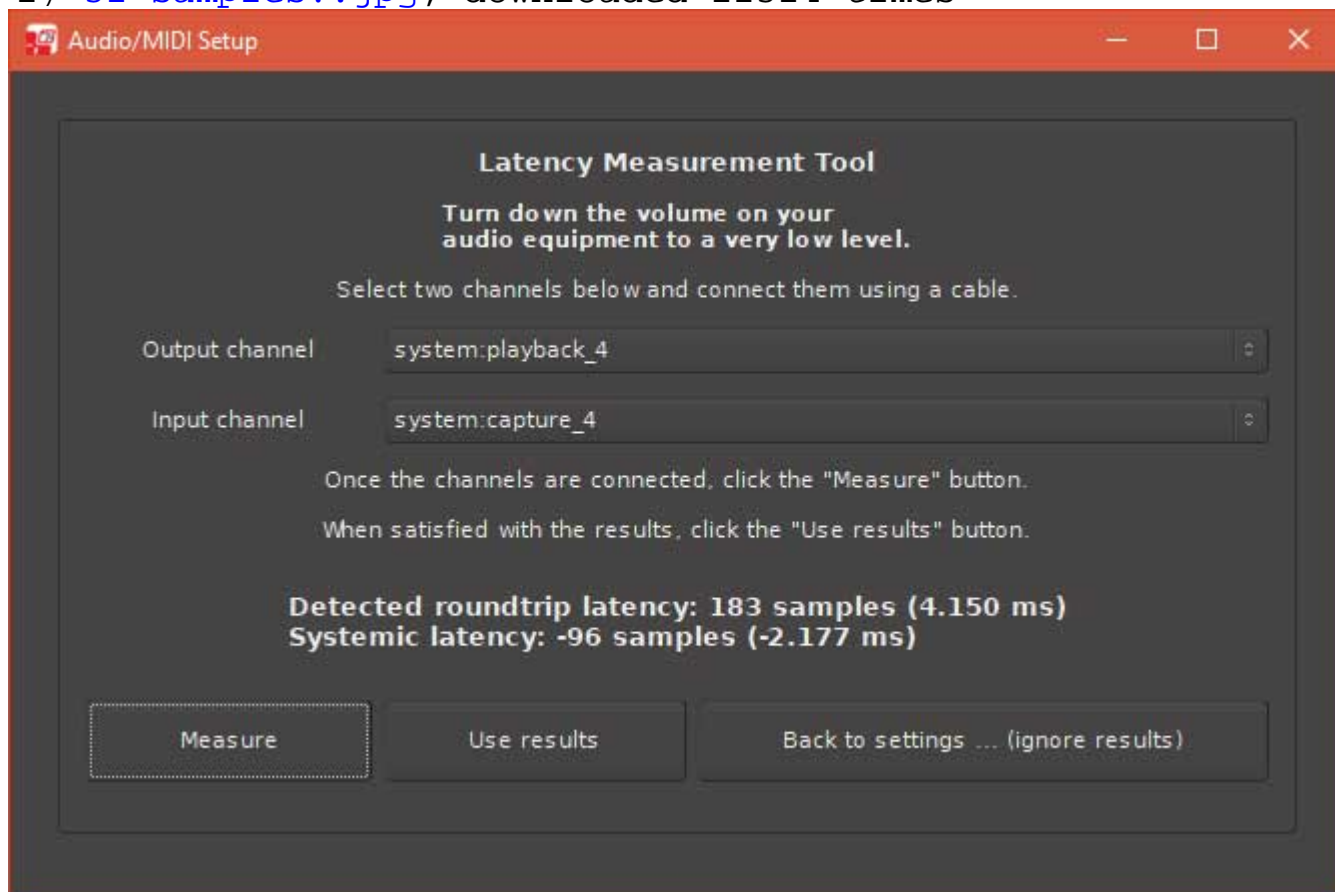 Audio/MIDI Setup
Latency Measurement Tool
Turn down the volume on your
audio equipment to a very low level.
Select two channels below and connect them using a cable.
Output channel system:playback_4
Input channel system:capture_4
Once the channels are connected, click the "Measure" button.
When satisfied with the results, click the "Use results" button.
Detected roundtrip latency: 183 samples (4.150 ms)
Systemic latency: -96 samples (-2.177 ms)
Measure Use results Back to settings ... (ignore results)